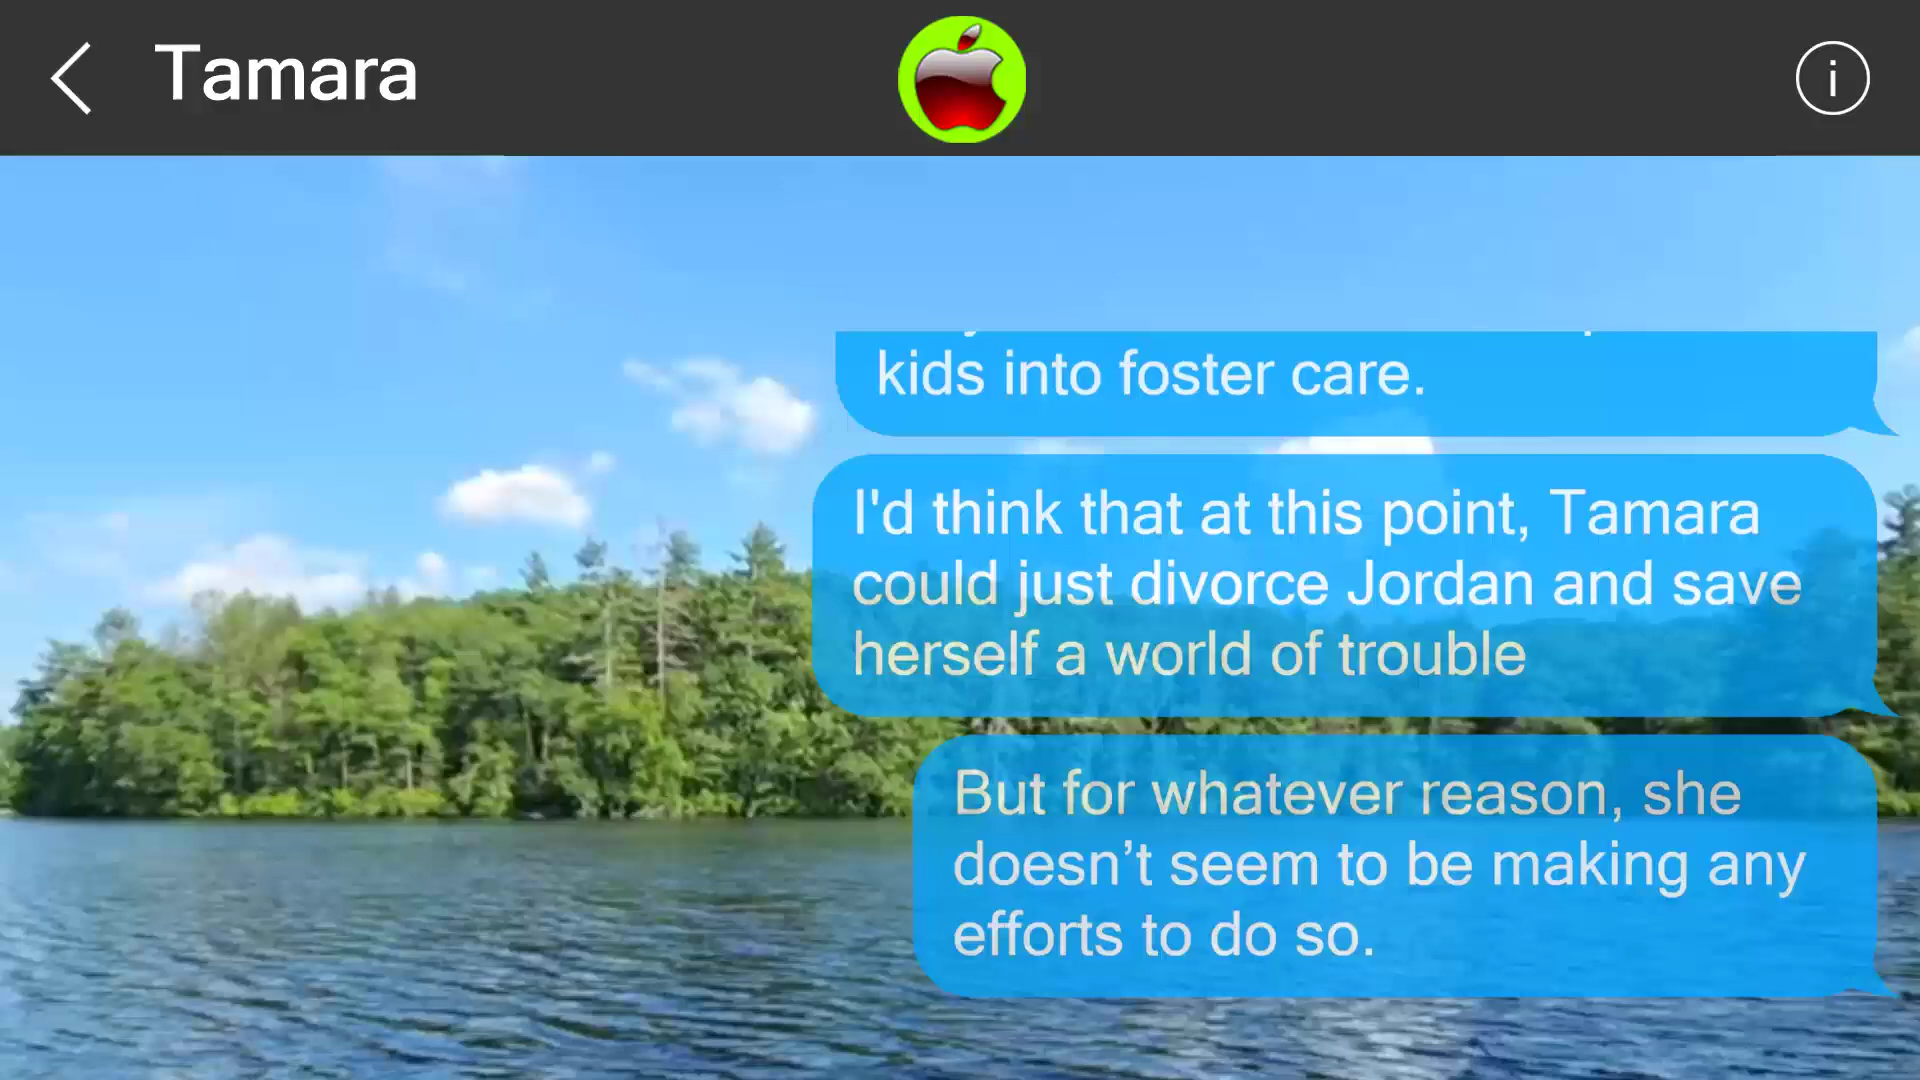 Tamara
i
kids into foster care.
I'd think that at this point, Tamara
could just divorce Jordan and save
herself a world of trouble
But for whatever reason, she
doesn’t seem to be making any
efforts to do so.